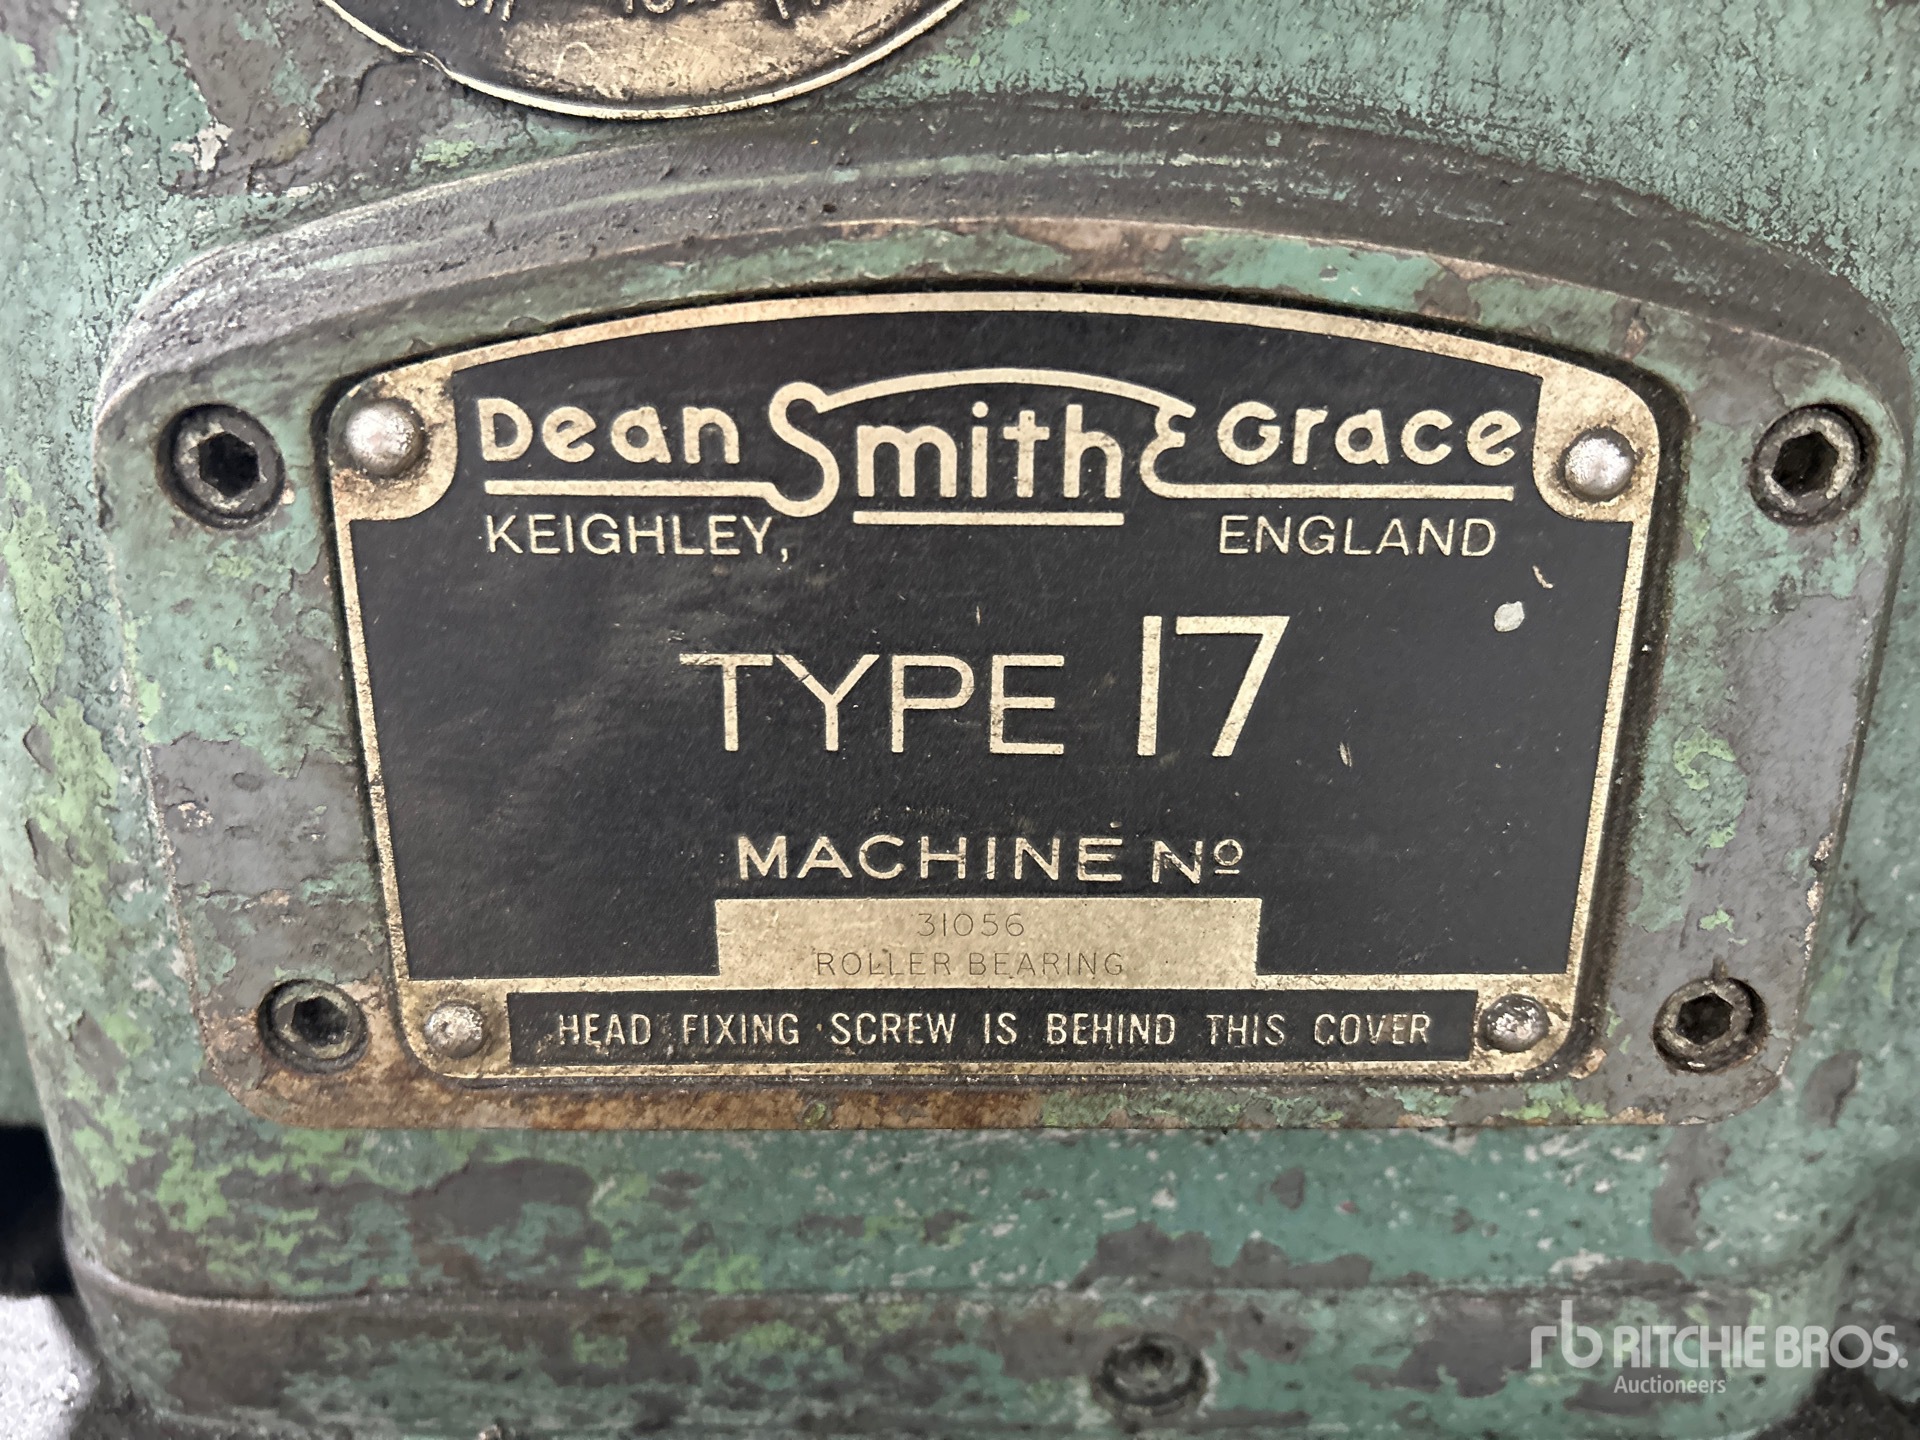 Dean Smith & Grace
KEIGHLEY, ENGLAND
TYPE 17
MACHINE Nº
31056
ROLLER BEARING
HEAD FIXING SCREW IS BEHIND THIS COVER
rb RITCHIE BROS.
Auctioneers